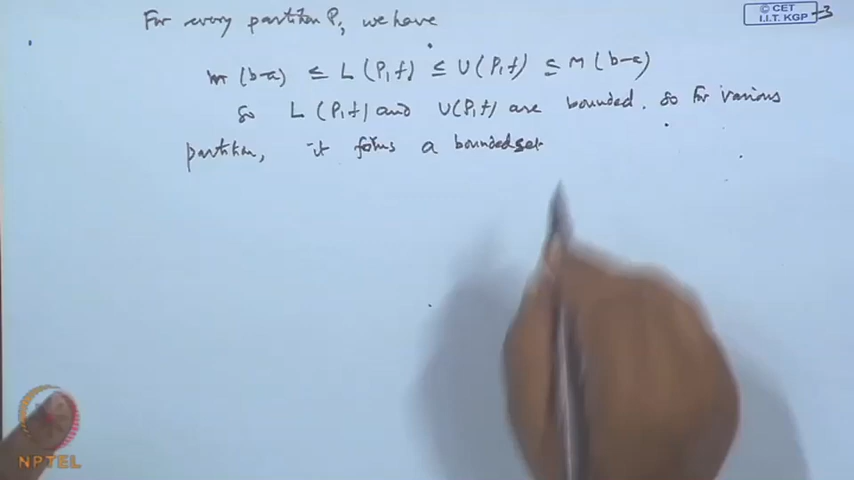 © CET
I.I.T. KGP
-3
For every partition P, we have
m (b-a) ≤ L (P,f) ≤ U(P,f) ≤ M (b-a)
So L (P,f) and U(P,f) are bounded. So for various
partition, it forms a bounded set
NPTEL